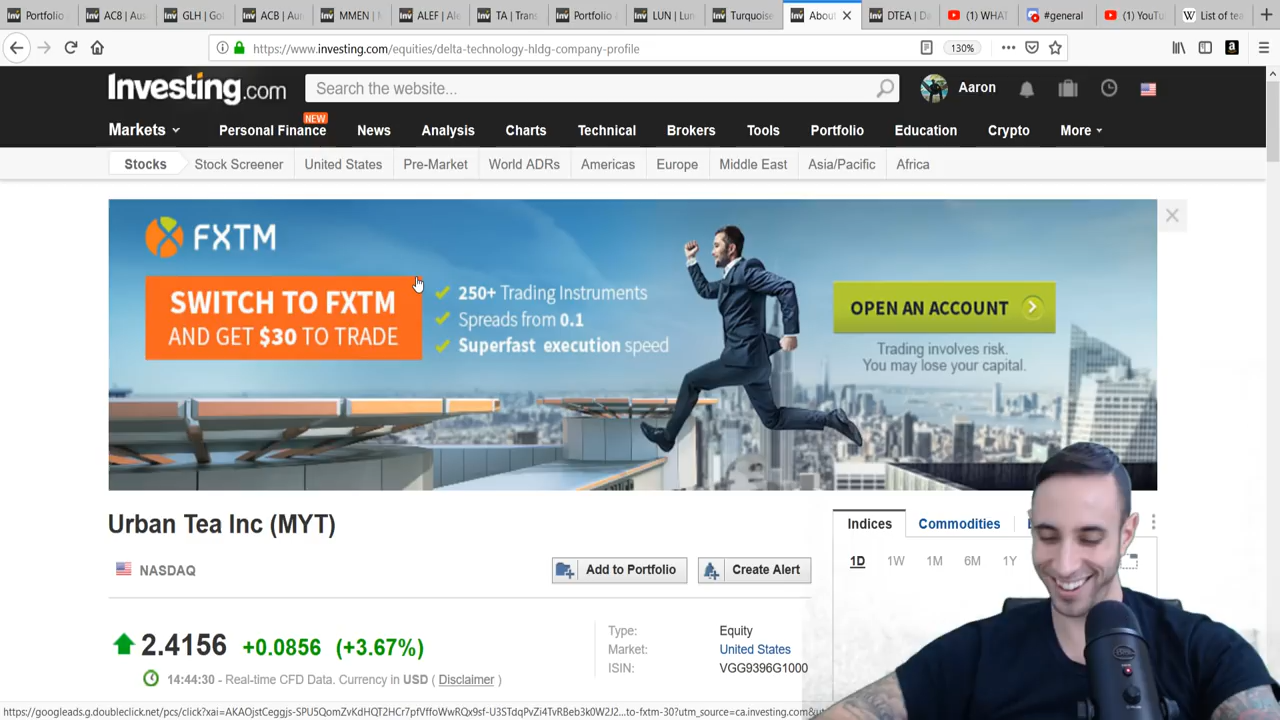 Portfolio
AC8 | Aus
GLH | Go
ACB | Au
MMEN | M
ALEF | Ale
TA | Trans
Portfolio
LUN | Lun
Turquoise
Abou
DTEA | D
(1) WHAT
#general
(1) YouTu
List of te
https://www.investing.com/equities/delta-technology-hldg-company-profile
130%
Investing.com
Search the website...
Aaron
NEW
Markets
Personal Finance
News
Analysis
Charts
Technical
Brokers
Tools
Portfolio
Education
Crypto
More
Stocks
Stock Screener
United States
Pre-Market
World ADRs
Americas
Europe
Middle East
Asia/Pacific
Africa
FXTM
SWITCH TO FXTM
AND GET $30 TO TRADE
250+ Trading Instruments
Spreads from 0.1
Superfast execution speed
OPEN AN ACCOUNT
Trading involves risk.
You may lose your capital.
Urban Tea Inc (MYT)
NASDAQ
Add to Portfolio
Create Alert
Indices
Commodities
1D
1W
1M
6M
1Y
2.4156 +0.0856 (+3.67%)
14:44:30 - Real-time CFD Data. Currency in USD ( Disclaimer )
Type: Equity
Market: United States
ISIN: VGG9396G1000